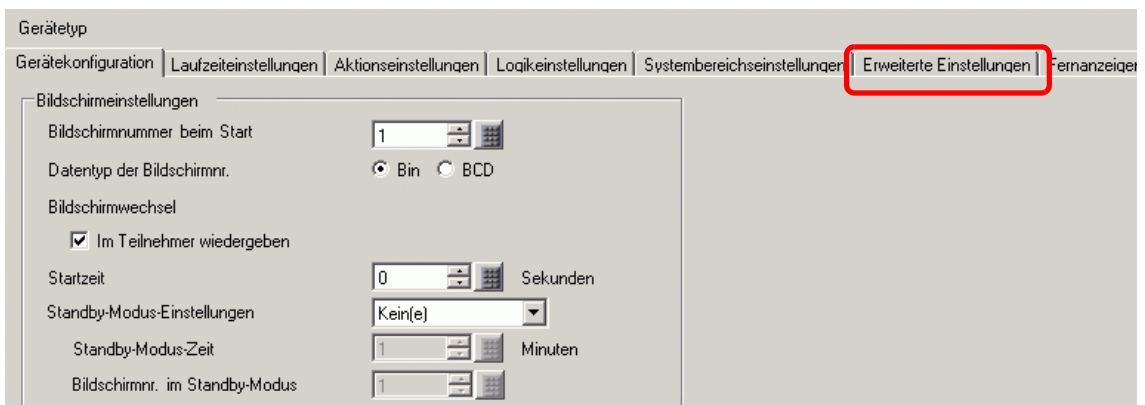 Gerätetyp
Gerätekonfiguration Laufzeiteinstellungen Aktionseinstellungen Logikeinstellungen Systembereichseinstellungen Erweiterte Einstellungen Fernanzeiger
Bildschirmeinstellungen
Bildschirmnummer beim Start 1
Datentyp der Bildschirmnr. Bin BCD
Bildschirmwechsel
Im Teilnehmer wiedergeben
Startzeit 0 Sekunden
Standby-Modus-Einstellungen Kein(e)
Standby-Modus-Zeit 1 Minuten
Bildschirmnr. im Standby-Modus 1